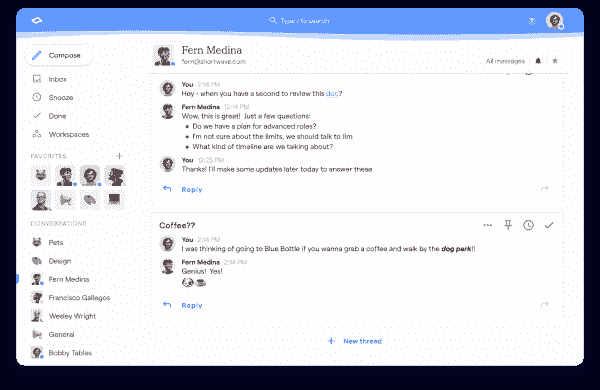 Type / to search
Compose
Inbox
Snooze
Done
Workspaces
FAVORITES
CONVERSATIONS
Pets
Design
Fern Medina
Francisco Gallegos
Wesley Wright
General
Bobby Tables
Fern Medina
fern@shortwave.com
All messages
You 2:14 PM
Hey - when you have a second to review this doc?
Fern Medina 12:14 PM
Wow, this is great! Just a few questions:
• Do we have a plan for advanced roles?
• I'm not sure about the limits, we should talk to Jim
• What kind of timeline are we talking about?
You 12:23 PM
Thanks! I'll make some updates later today to answer these
Reply
Coffee??
You 2:14 PM
I was thinking of going to Blue Bottle if you wanna grab a coffee and walk by the dog park!!
Fern Medina 2:14 PM
Genius! Yes!
Reply
New thread